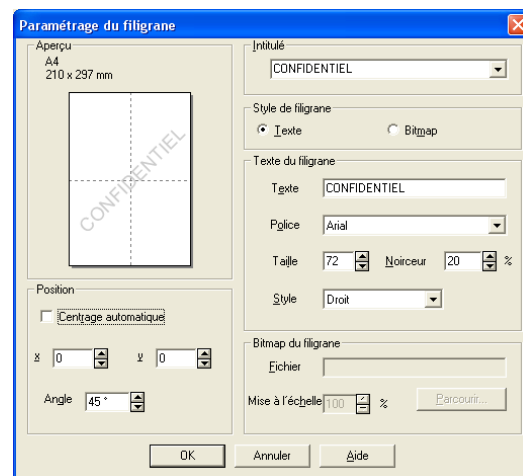 Paramétrage du filigrane
Aperçu
A4
210 x 297 mm
CONFIDENTIEL
Position
Centrage automatique
x 0 y 0
Angle 45 °
Intitulé
CONFIDENTIEL
Style de filigrane
Texte Bitmap
Texte du filigrane
Texte CONFIDENTIEL
Police Arial
Taille 72 Noirceur 20 %
Style Droit
Bitmap du filigrane
Fichier
Mise à l'échelle 100 % Parcourir...
OK Annuler Aide